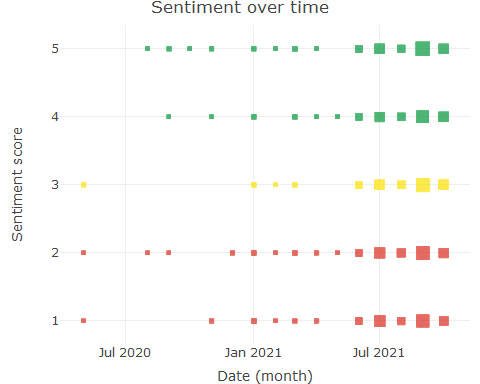 Sentiment over time
Sentiment score
5
4
3
2
1
Jul 2020
Jan 2021
Jul 2021
Date (month)